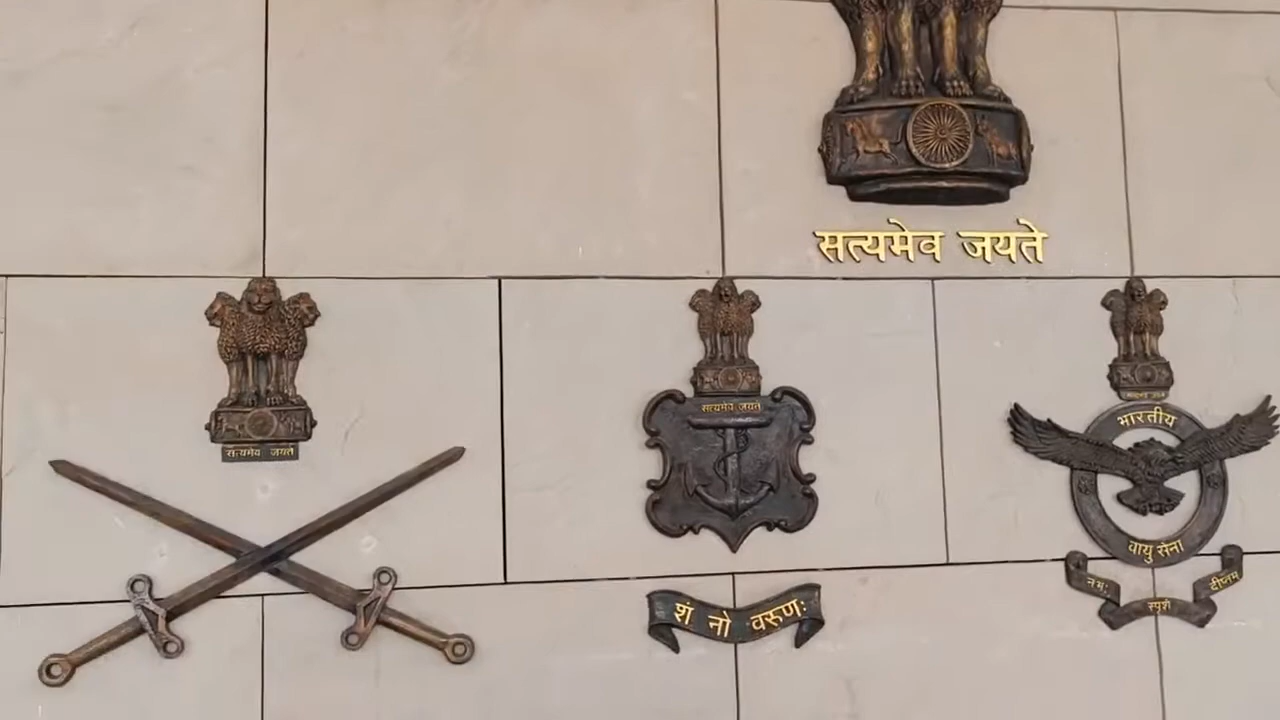 सत्यमेव जयते
सत्यमेव जयते
सत्यमेव जयते
शं नो वरुणः
भारतीय
वायु सेना
नभः स्पृशं दीप्तम